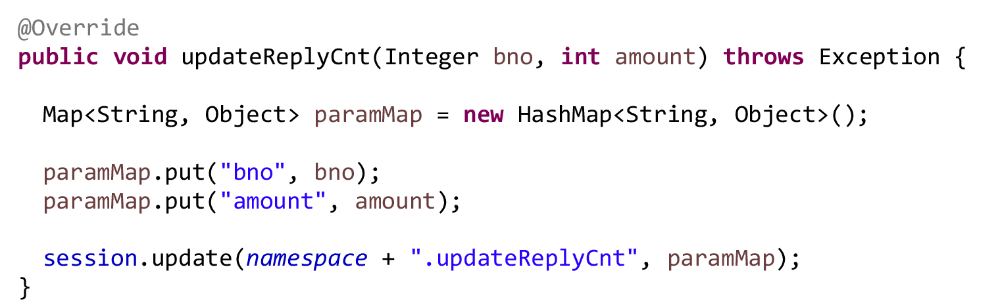 @Override
public void updateReplyCnt(Integer bno, int amount) throws Exception {
Map<String, Object> paramMap = new HashMap<String, Object>();
paramMap.put("bno", bno);
paramMap.put("amount", amount);
session.update(namespace + ".updateReplyCnt", paramMap);
}